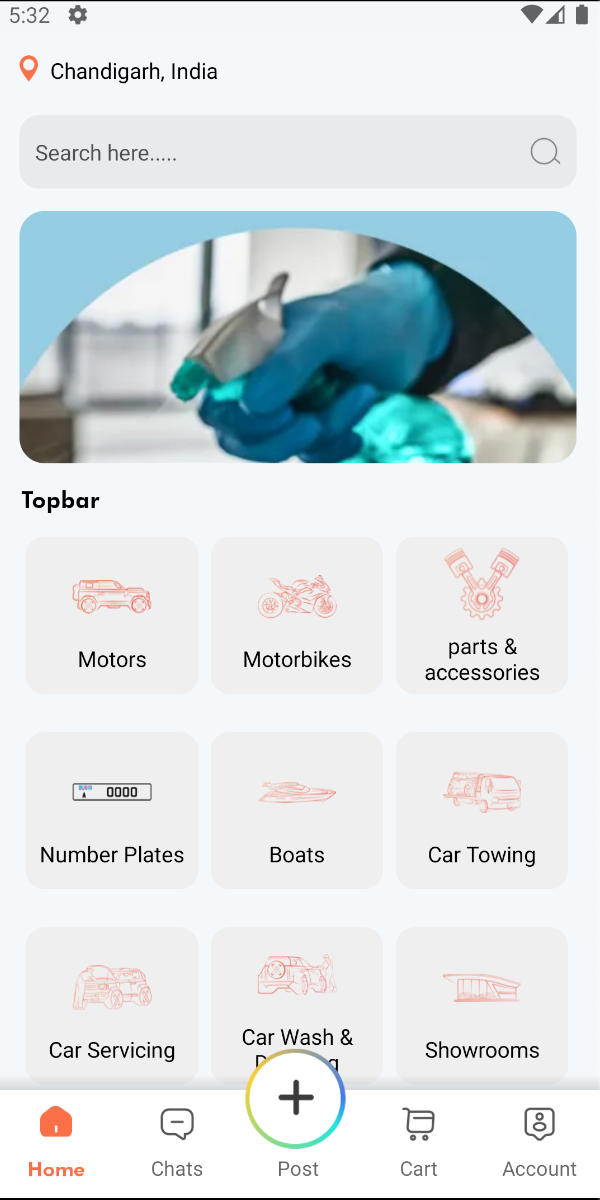 5:32
Chandigarh, India
Search here.....
Topbar
Motors
Motorbikes
parts &
accessories
0000
Number Plates
Boats
Car Towing
Car Servicing
Car Wash &
Showrooms
Home
Chats
Post
Cart
Account